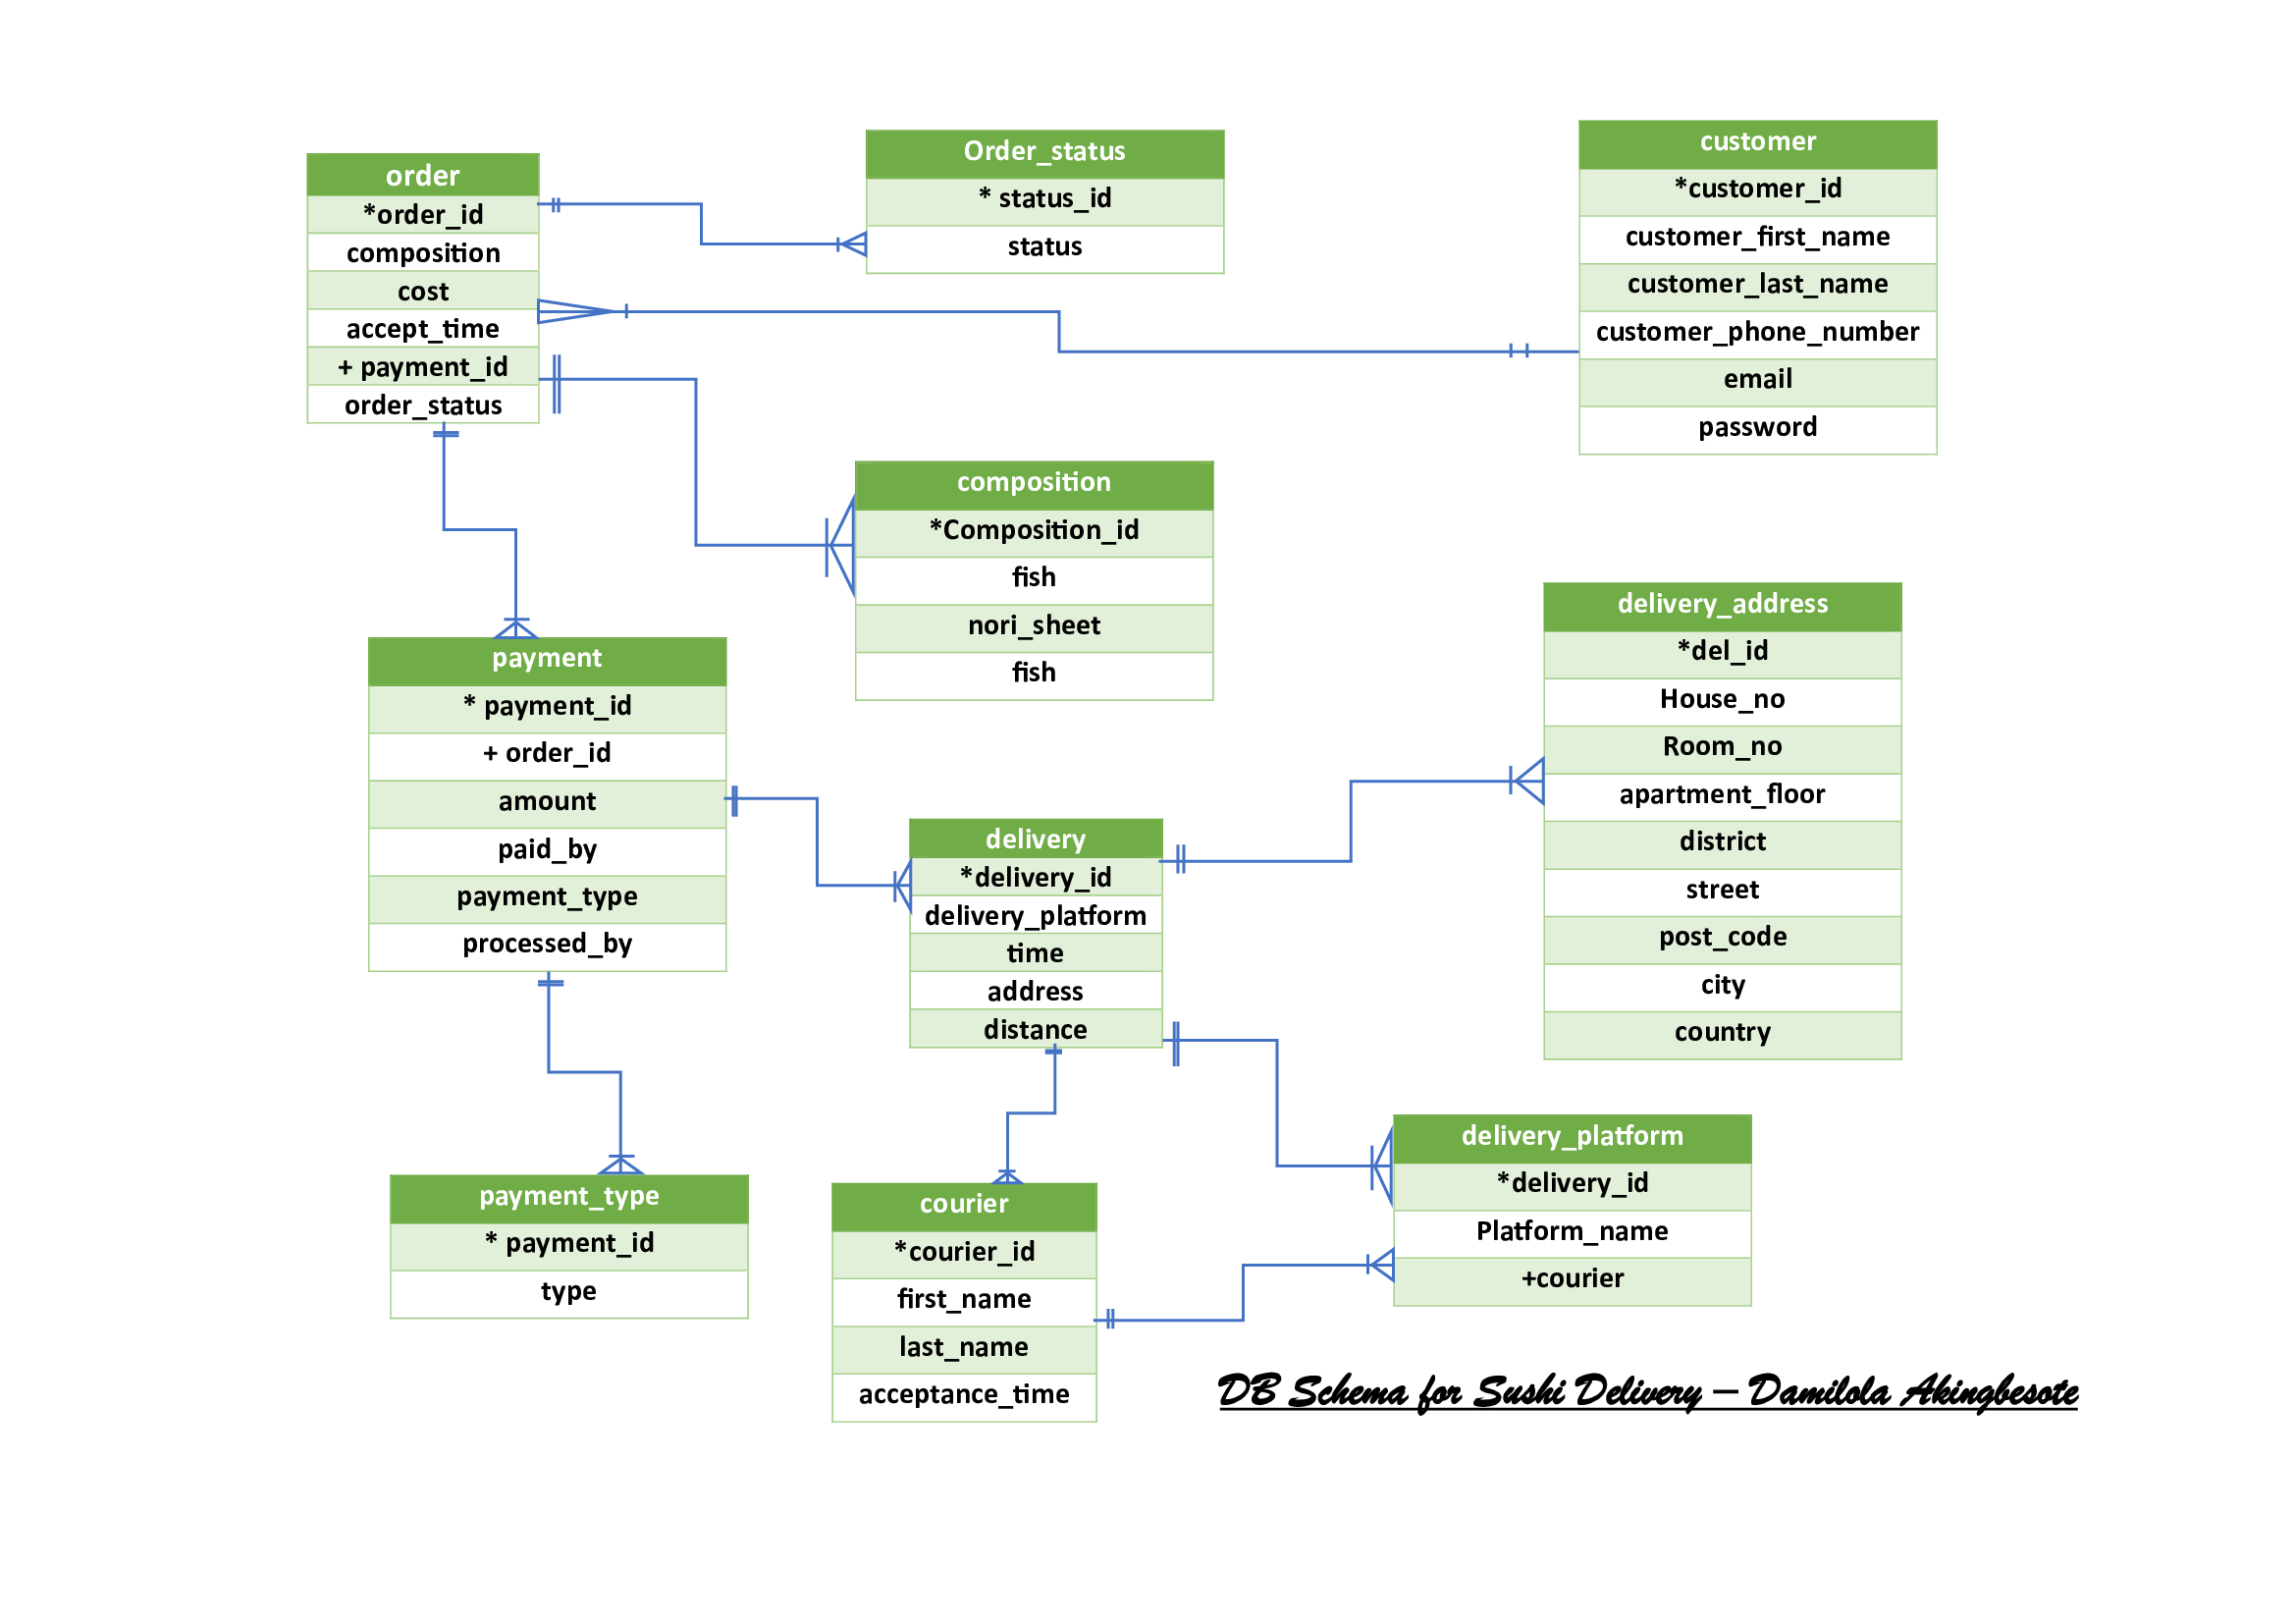 order
*order_id
composition
cost
accept_time
+ payment_id
order_status
Order_status
* status_id
status
customer
*customer_id
customer_first_name
customer_last_name
customer_phone_number
email
password
composition
*Composition_id
fish
nori_sheet
fish
payment
* payment_id
+ order_id
amount
paid_by
payment_type
processed_by
delivery
*delivery_id
delivery_platform
time
address
distance
delivery_address
*del_id
House_no
Room_no
apartment_floor
district
street
post_code
city
country
payment_type
* payment_id
type
courier
*courier_id
first_name
last_name
acceptance_time
delivery_platform
*delivery_id
Platform_name
+courier
DB Schema for Sushi Delivery – Damilola Akingbesote